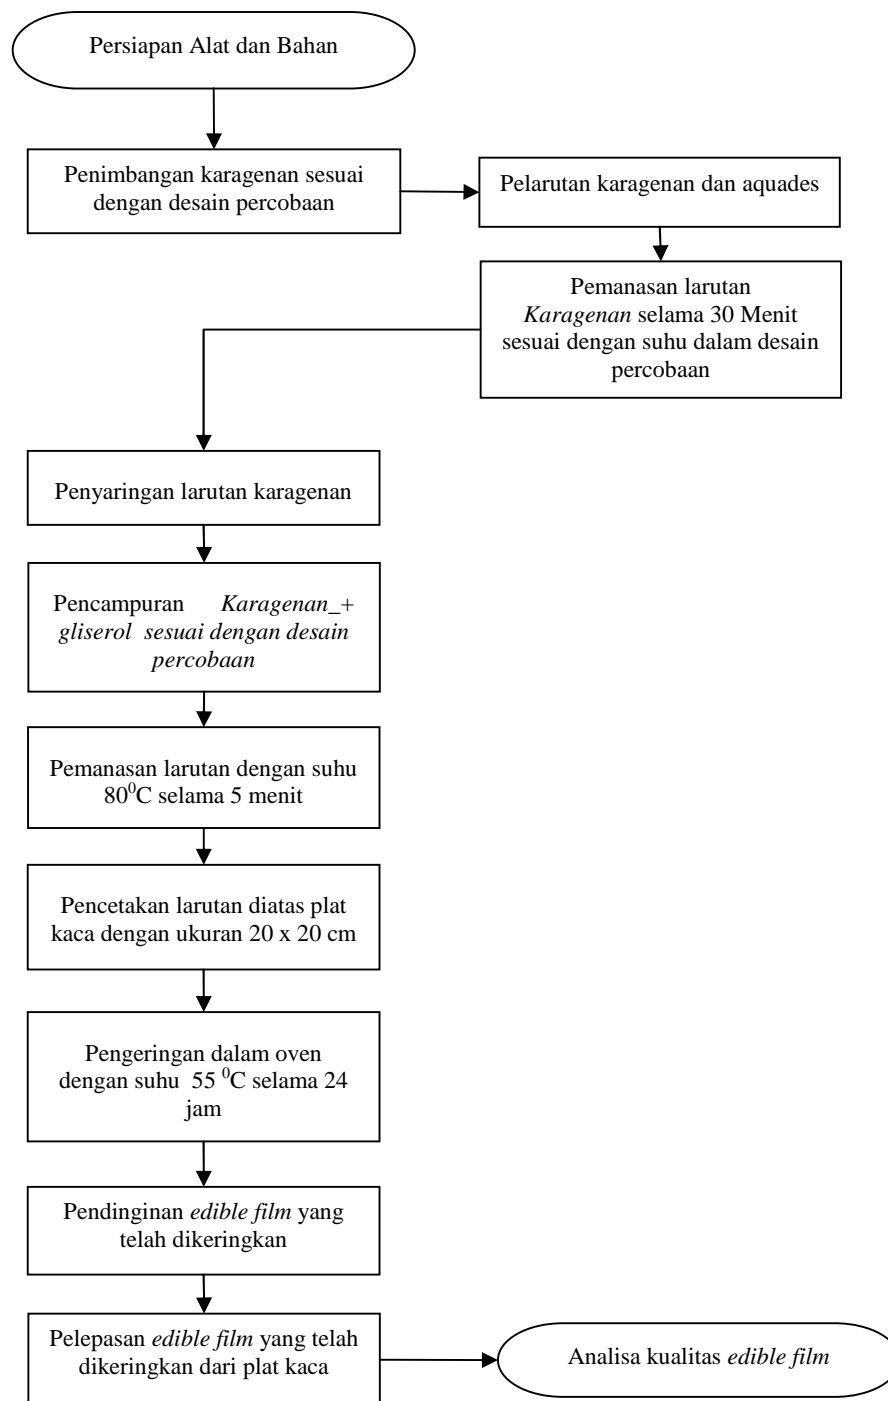 Persiapan Alat dan Bahan
Penimbangan karagenan sesuai
dengan desain percobaan
Pelarutan karagenan dan aquades
Pemanasan larutan
Karagenan selama 30 Menit
sesuai dengan suhu dalam desain
percobaan
Penyaringan larutan karagenan
Pencampuran Karagenan_+
gliserol sesuai dengan desain
percobaan
Pemanasan larutan dengan suhu
80⁰C selama 5 menit
Pencetakan larutan diatas plat
kaca dengan ukuran 20 x 20 cm
Pengeringan dalam oven
dengan suhu 55 ⁰C selama 24
jam
Pendinginan edible film yang
telah dikeringkan
Pelepasan edible film yang telah
dikeringkan dari plat kaca
Analisa kualitas edible film